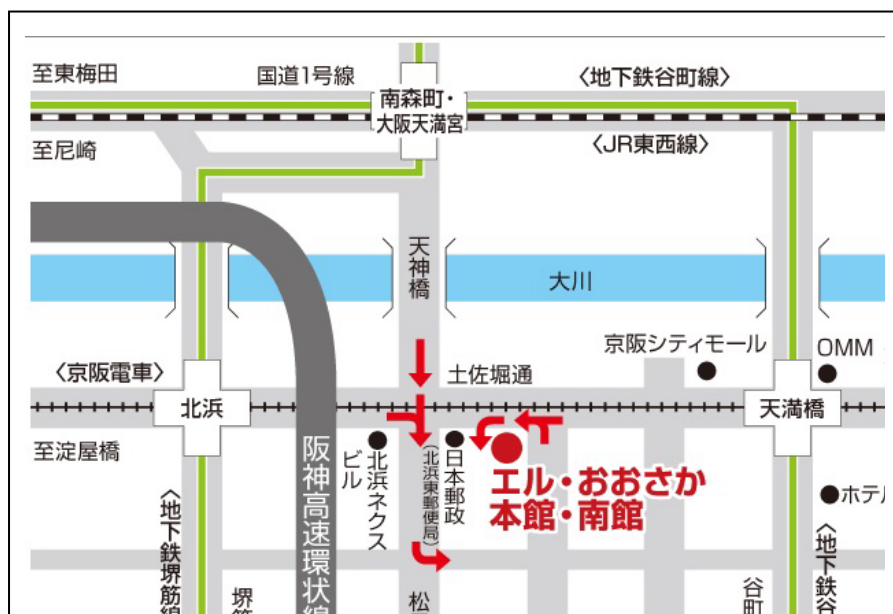 至東梅田
国道1号線
〈地下鉄谷町線〉
南森町・
大阪天満宮
至尼崎
〈JR東西線〉
天神橋
大川
京阪シティモール
OMM
〈京阪電車〉
土佐堀通
北浜
天満橋
至淀屋橋
阪神高速環状線
北浜ネクス
ビル
(北浜東郵便局)
日本郵政
エル・おおさか
本館・南館
ホテル
〈地下鉄堺筋線
〈地下鉄谷
堺筋
松
谷町